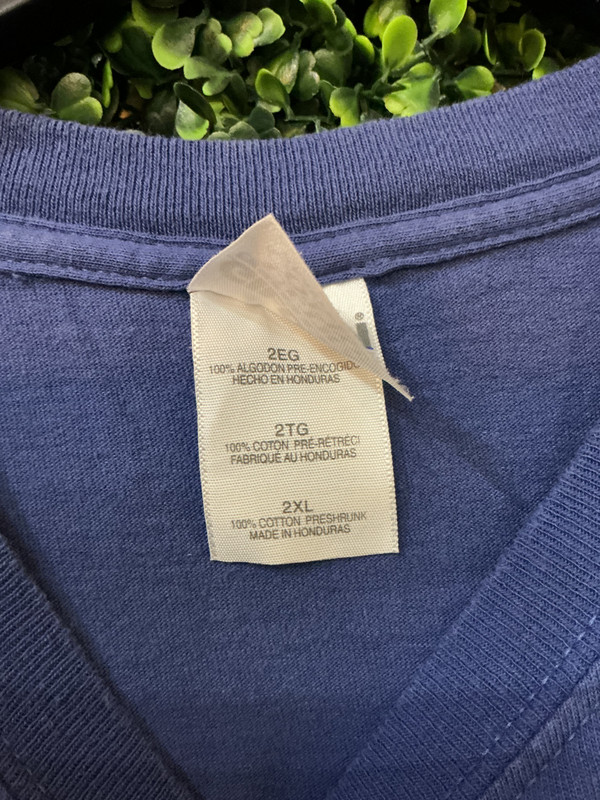 ®
2EG
100% ALGODON PRE-ENCOGIDO
HECHO EN HONDURAS
2TG
100% COTON PRÉ-RÉTRÉCI
FABRIQUÉ AU HONDURAS
2XL
100% COTTON PRESHRUNK
MADE IN HONDURAS